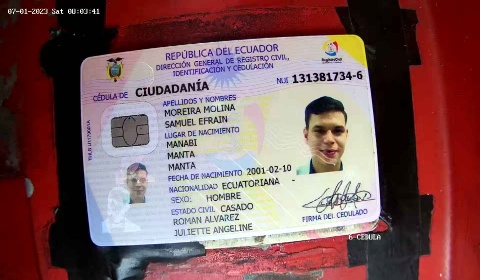 07-01-2023 Sat 08:03:41
REPÚBLICA DEL ECUADOR
DIRECCIÓN GENERAL DE REGISTRO CIVIL,
IDENTIFICACIÓN Y CEDULACIÓN
CÉDULA DE CIUDADANÍA
NUI 131381734-6
APELLIDOS Y NOMBRES
MOREIRA MOLINA
SAMUEL EFRAIN
LUGAR DE NACIMIENTO
MANABI
MANTA
MANTA
FECHA DE NACIMIENTO 2001-02-10
NACIONALIDAD ECUATORIANA
SEXO: HOMBRE
ESTADO CIVIL CASADO
ROMAN ALVAREZ
JULIETTE ANGELINE
FIRMA DEL CEDULADO
6-CEDULA